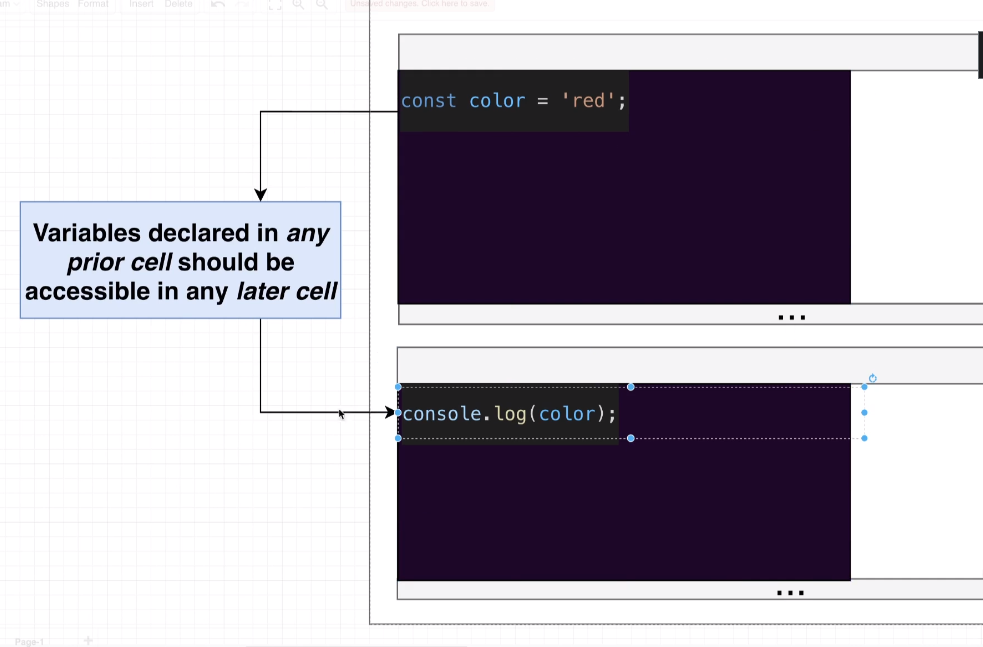 Shapes Format Insert Delete Unsaved changes. Click here to save
const color = 'red';
Variables declared in any
prior cell should be
accessible in any later cell
...
console.log(color);
...
Page-1